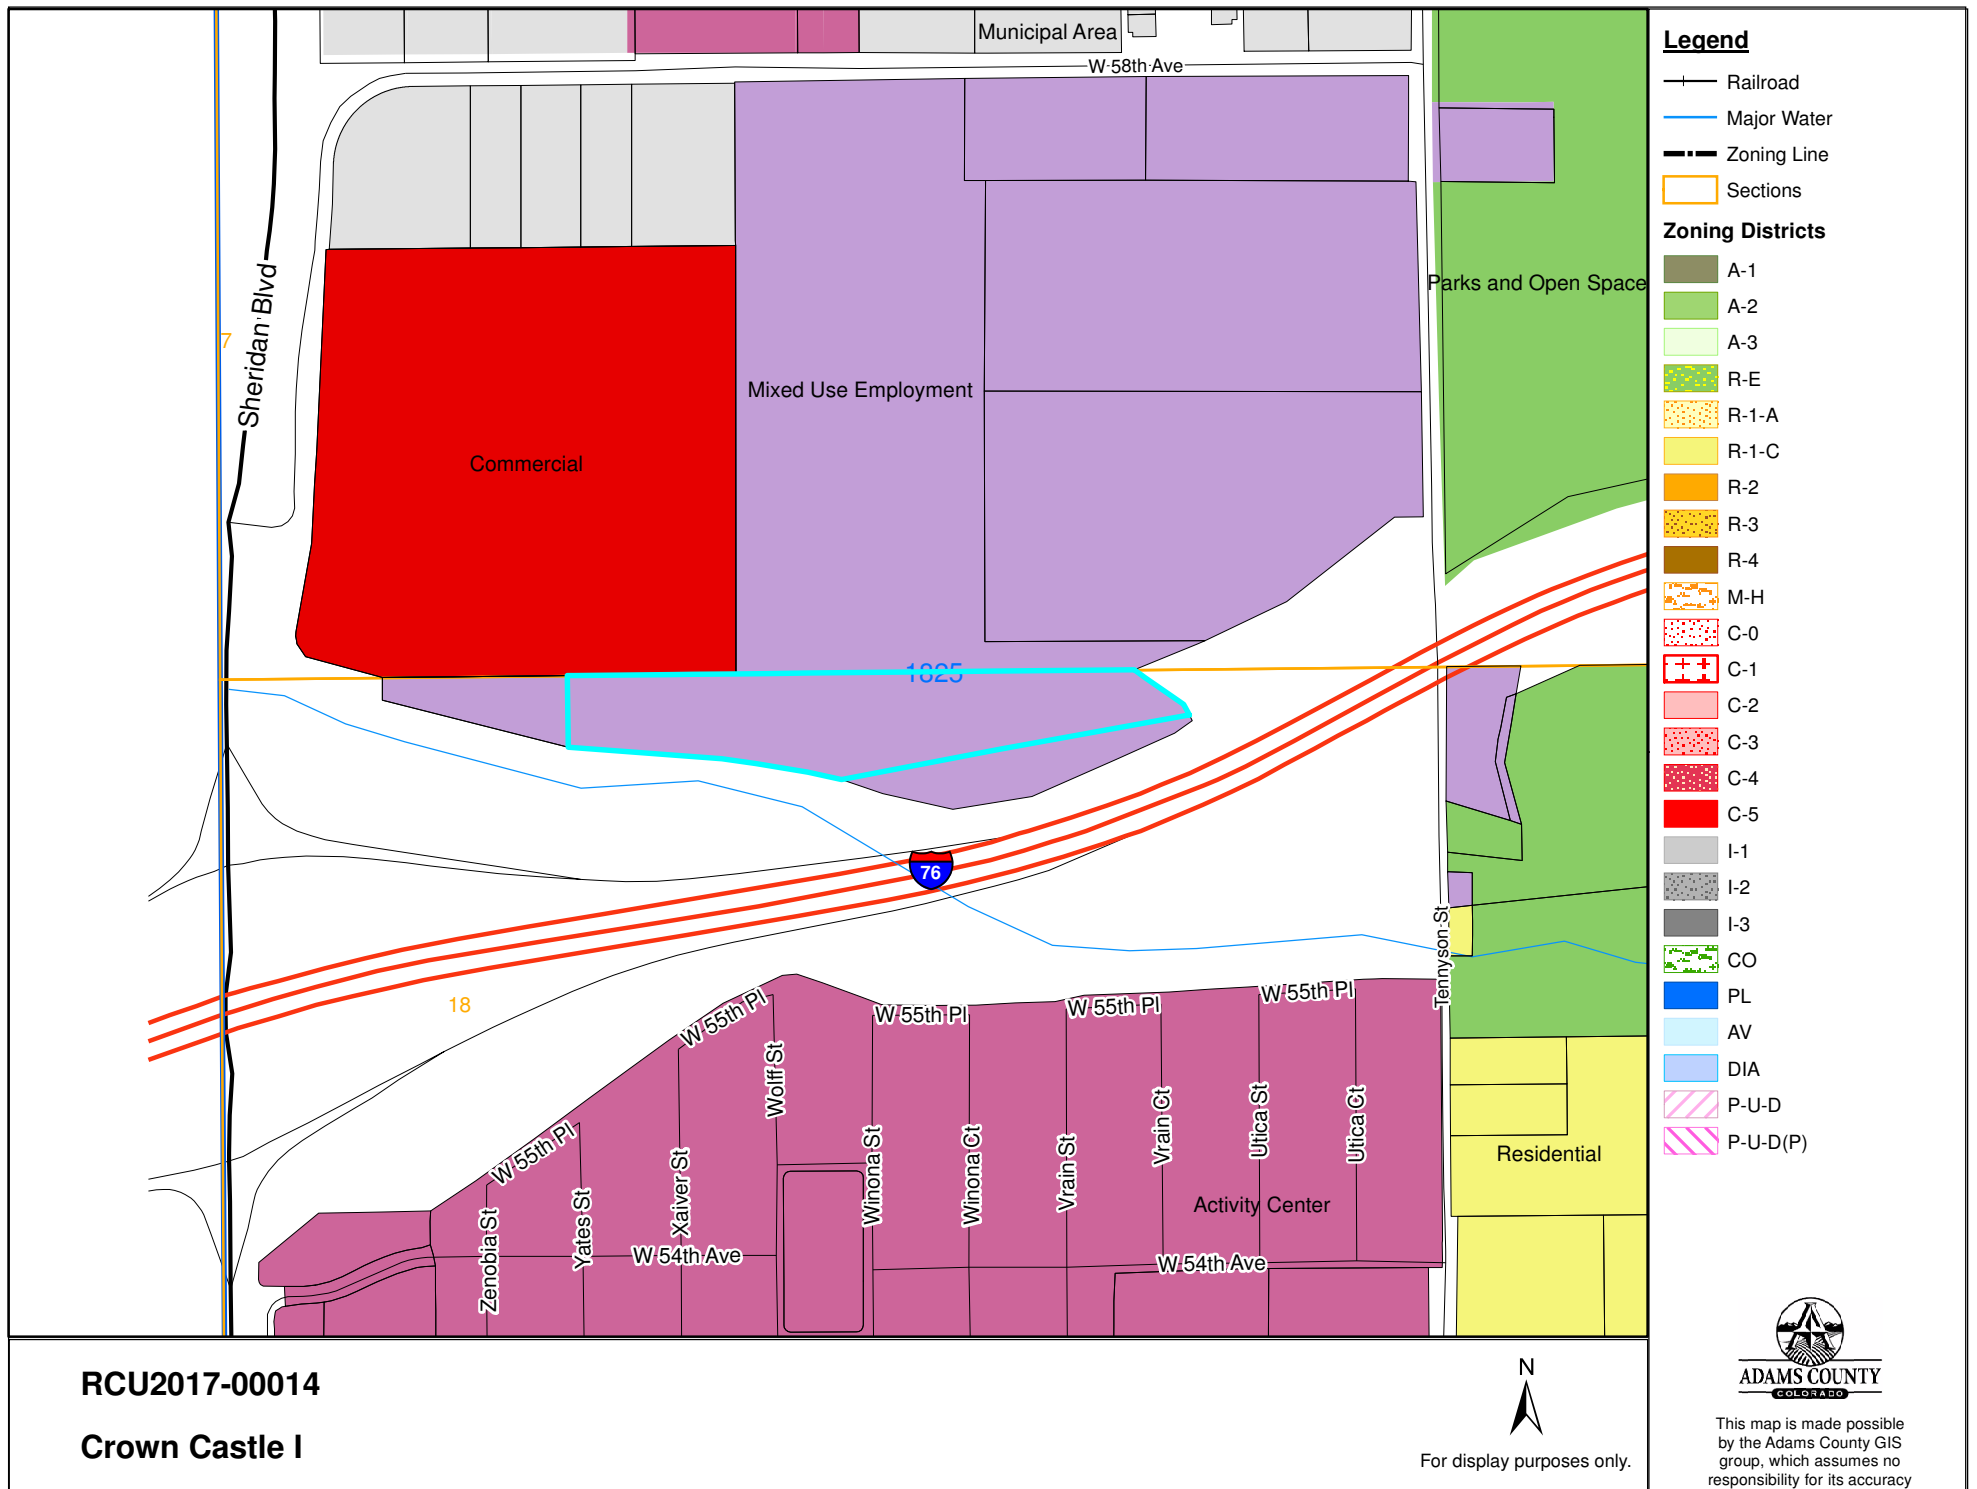 Municipal Area
W 58th Ave
Sheridan Blvd
7
Parks and Open Space
Mixed Use Employment
Commercial
1825
76
18
Tennyson St
W 55th Pl
W 55th Pl
W 55th Pl
W 55th Pl
W 55th Pl
Zenobia St
Yates St
Xaiver St
Wolff St
Winona St
Winona Ct
Vrain St
Vrain Ct
Utica St
Utica Ct
Residential
Activity Center
W 54th Ave
W 54th Ave
Legend
Railroad
Major Water
Zoning Line
Sections
Zoning Districts
A-1
A-2
A-3
R-E
R-1-A
R-1-C
R-2
R-3
R-4
M-H
C-0
C-1
C-2
C-3
C-4
C-5
I-1
I-2
I-3
CO
PL
AV
DIA
P-U-D
P-U-D(P)
RCU2017-00014
Crown Castle I
N
For display purposes only.
A
ADAMS COUNTY
COLORADO
This map is made possible
by the Adams County GIS
group, which assumes no
responsibility for its accuracy